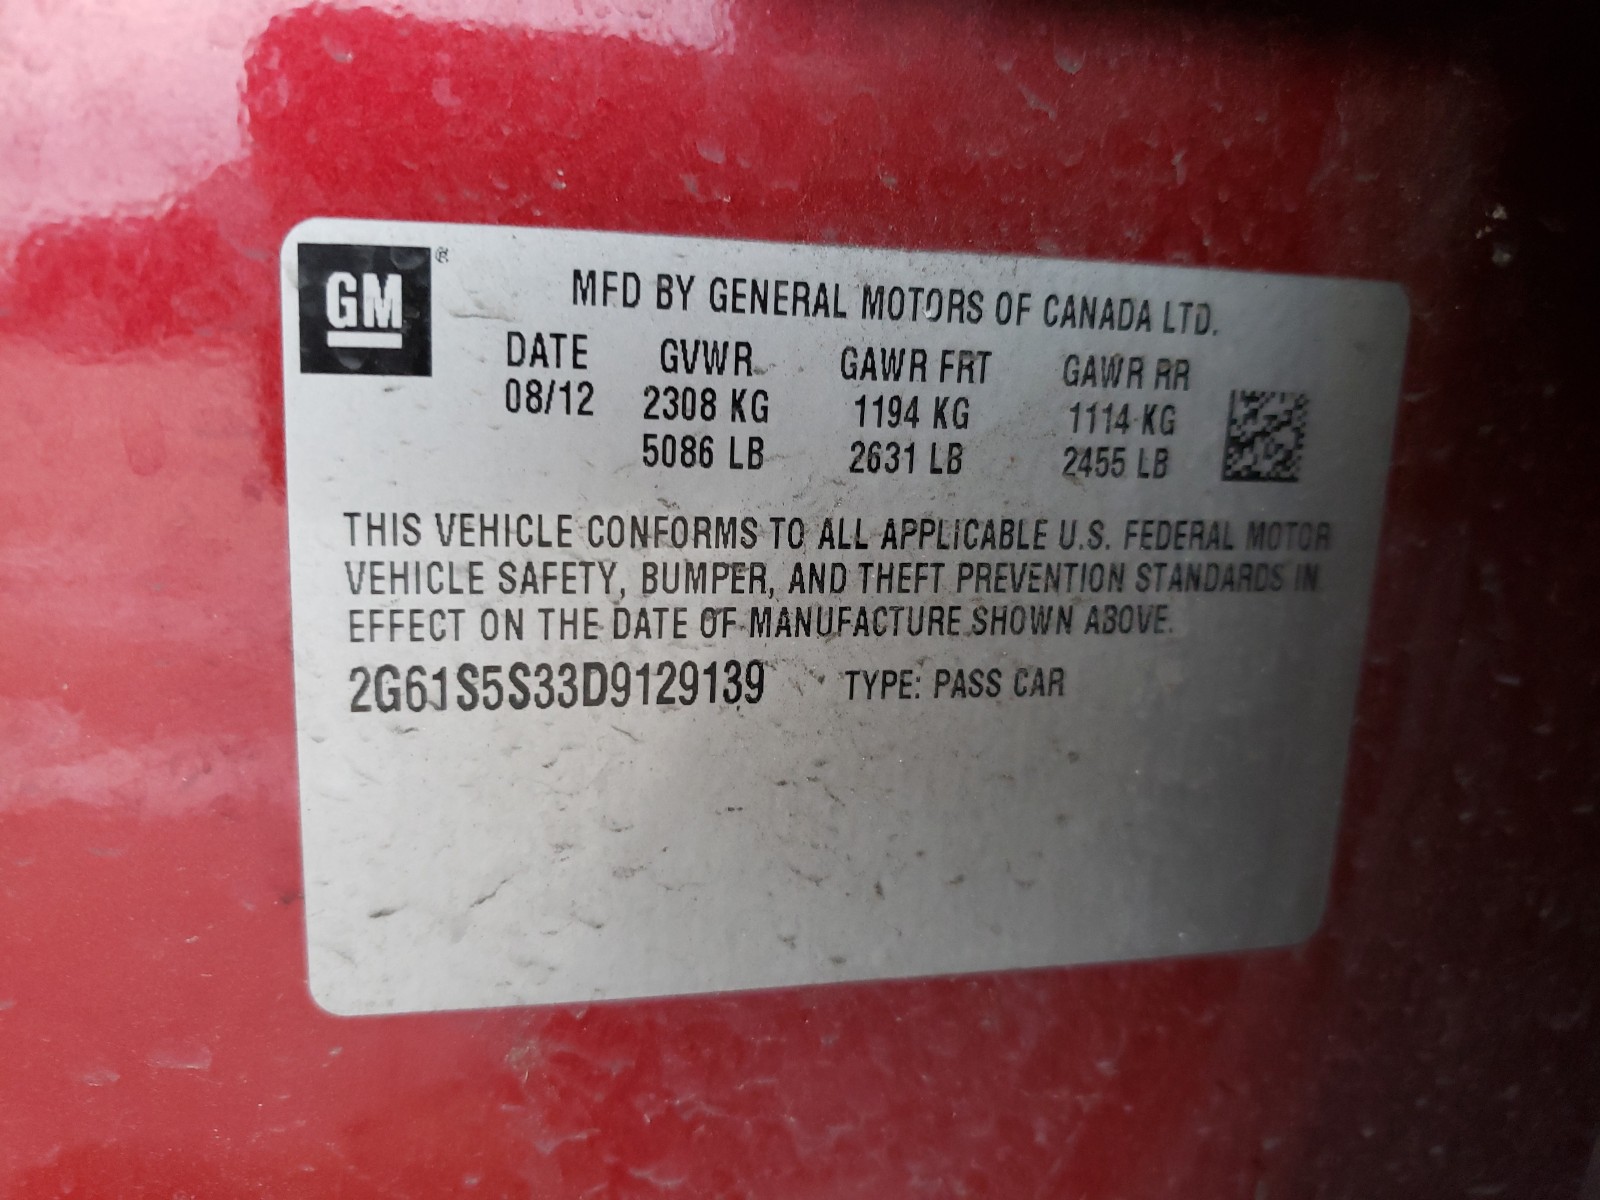 GM ®
MFD BY GENERAL MOTORS OF CANADA LTD.
DATE GVWR GAWR FRT GAWR RR
08/12 2308 KG 1194 KG 1114 KG
5086 LB 2631 LB 2455 LB
THIS VEHICLE CONFORMS TO ALL APPLICABLE U.S. FEDERAL MOTOR
VEHICLE SAFETY, BUMPER, AND THEFT PREVENTION STANDARDS IN
EFFECT ON THE DATE OF MANUFACTURE SHOWN ABOVE.
2G61S5S33D9129139 TYPE: PASS CAR